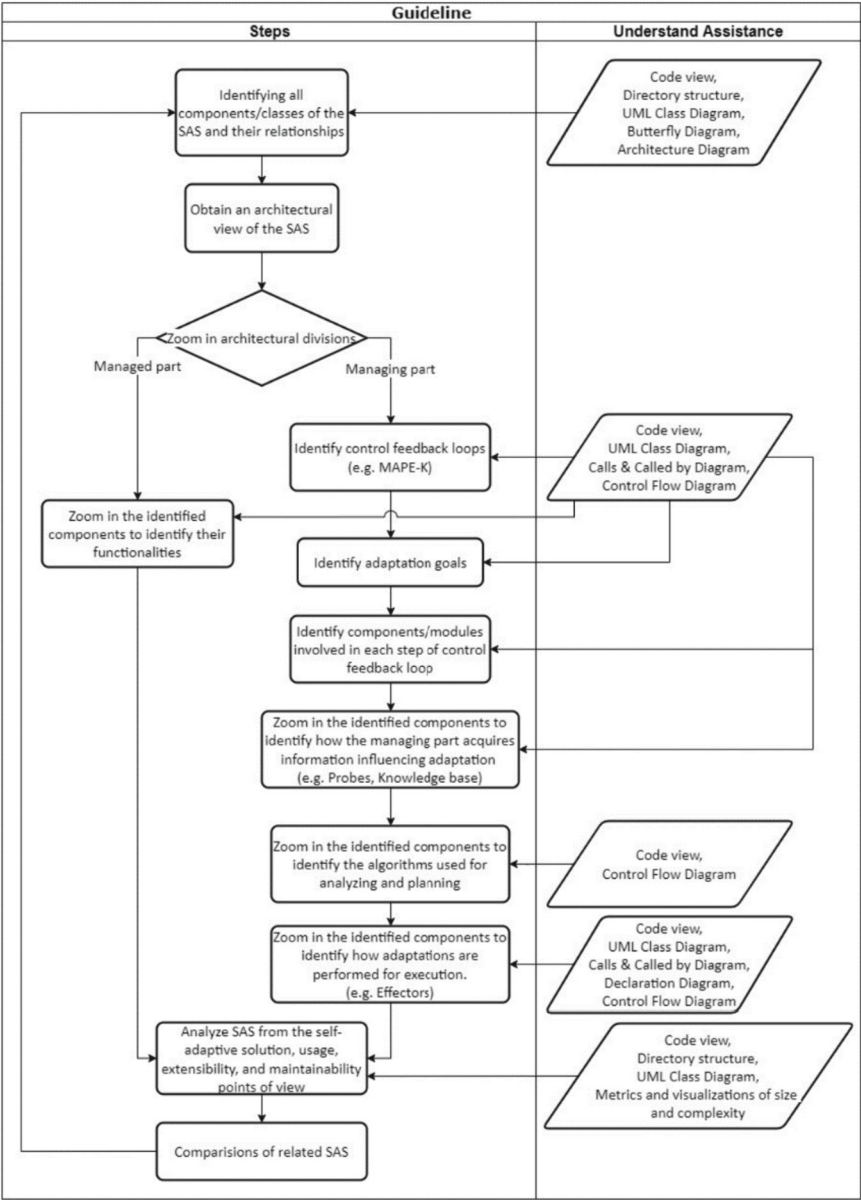 Guideline
Steps
Understand Assistance
Identifying all
components/classes of the
SAS and their relationships
Code view,
Directory structure,
UML Class Diagram,
Butterfly Diagram,
Architecture Diagram
Obtain an architectural
view of the SAS
Zoom in architectural divisions
Managed part
Managing part
Identify control feedback loops
(e.g. MAPE-K)
Code view,
UML Class Diagram,
Calls & Called by Diagram,
Control Flow Diagram
Zoom in the identified
components to identify their
functionalities
Identify adaptation goals
Identify components/modules
involved in each step of control
feedback loop
Zoom in the identified components to
identify how the managing part acquires
information influencing adaptation
(e.g. Probes, Knowledge base)
Zoom in the identified components to
identify the algorithms used for
analyzing and planning
Code view,
Control Flow Diagram
Zoom in the identified components to
identify how adaptations are
performed for execution.
(e.g. Effectors)
Code view,
UML Class Diagram,
Calls & Called by Diagram,
Declaration Diagram,
Control Flow Diagram
Analyze SAS from the self-
adaptive solution, usage,
extensibility, and maintainability
points of view
Code view,
Directory structure,
UML Class Diagram,
Metrics and visualizations of size
and complexity
Comparisions of related SAS